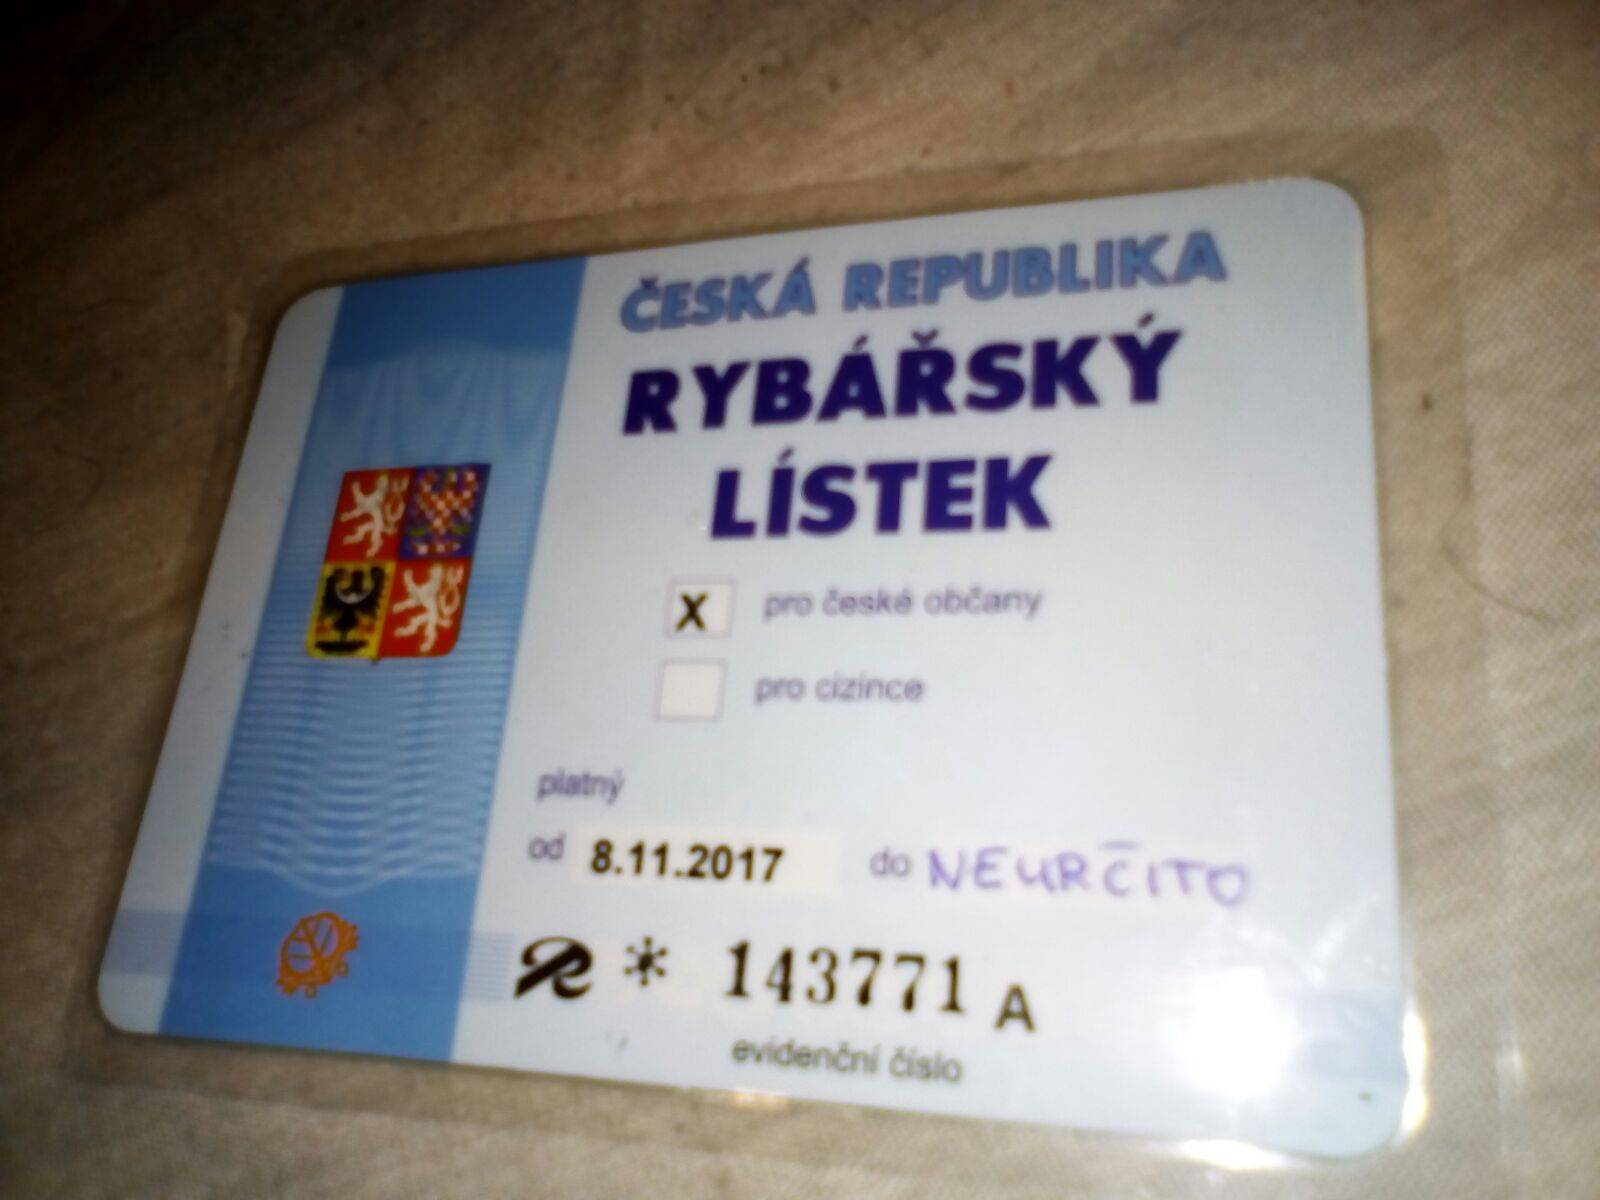 ČESKÁ REPUBLIKA
RYBÁŘSKÝ
LÍSTEK
X pro české občany
pro cizince
platný
od 8.11.2017 do NEURČITO
R * 143771 A
evidenční číslo